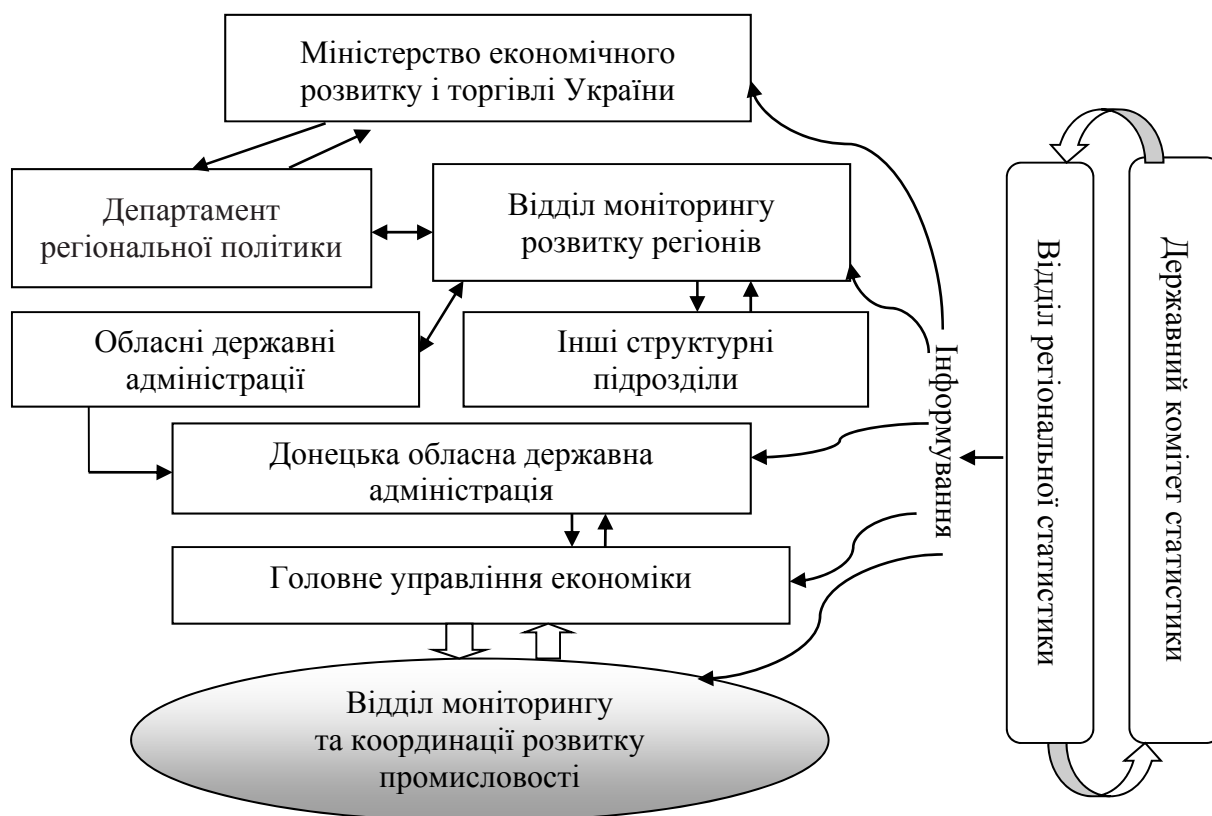 Міністерство економічного
розвитку і торгівлі України
Департамент
регіональної політики
Відділ моніторингу
розвитку регіонів
Обласні державні
адміністрації
Інші структурні
підрозділи
Донецька обласна державна
адміністрація
Головне управління економіки
Відділ моніторингу
та координації розвитку
промисловості
Інформування
Відділ регіональної статистики
Державний комітет статистики